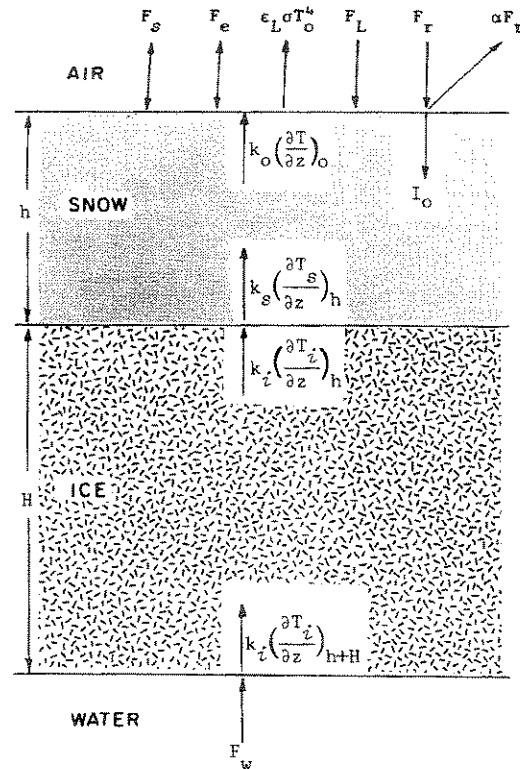 F_s F_e ε_L σT_o^4 F_L F_r αF_r
AIR
k_o(∂T/∂z)_o
I_o
h
SNOW
k_s(∂T_s/∂z)_h
k_i(∂T_i/∂z)_h
H
ICE
k_i(∂T_i/∂z)_h+H
WATER
F_w